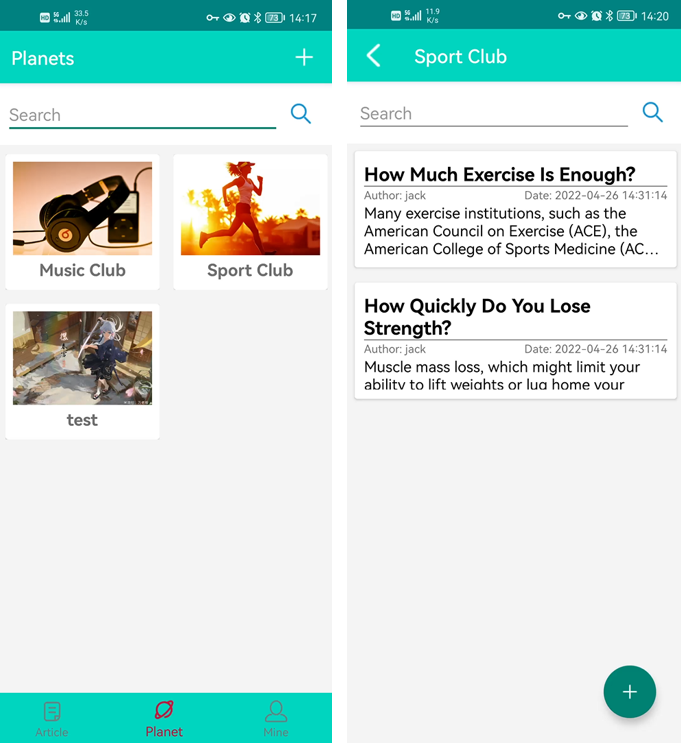 HD 5G 33.5 K/s 73 14:17
Planets
Search
Music Club
Sport Club
test
Article
Planet
Mine
HD 5G 11.9 K/s 73 14:20
Sport Club
Search
How Much Exercise Is Enough?
Author: jack Date: 2022-04-26 14:31:14
Many exercise institutions, such as the
American Council on Exercise (ACE), the
American College of Sports Medicine (AC...
How Quickly Do You Lose
Strength?
Author: jack Date: 2022-04-26 14:31:14
Muscle mass loss, which might limit your
ability to lift weights or lug home your